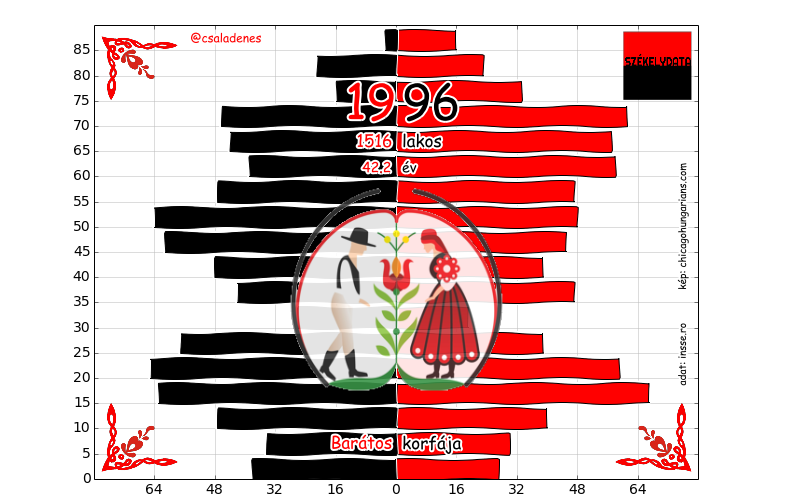 @csaladenes
SZÉKELYDATA
1996
1516 lakos
42.2 év
Barátos korfája
kép: chicagohungarians.com
adat: insse.ro
85
80
75
70
65
60
55
50
45
40
35
30
25
20
15
10
5
0
64 48 32 16 0 16 32 48 64